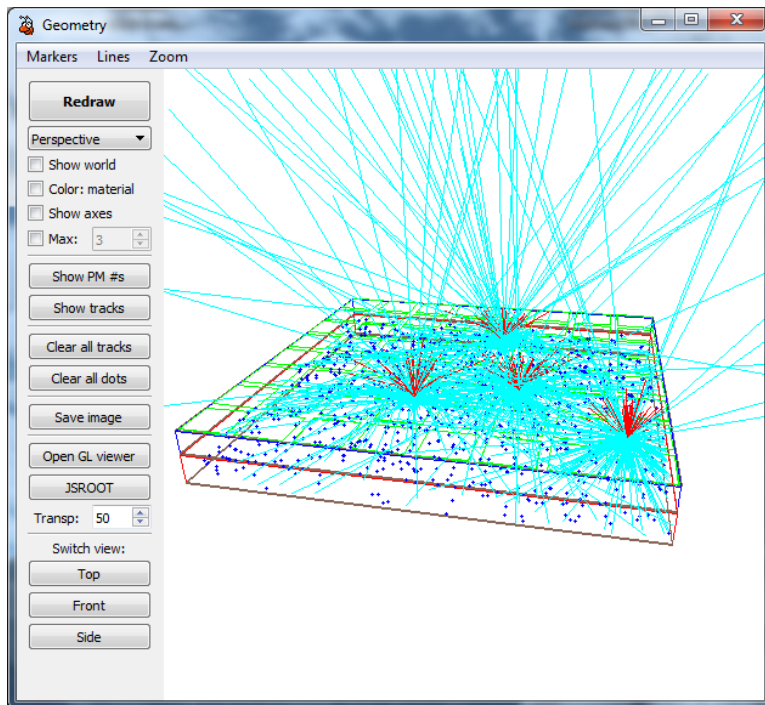 Geometry
Markers Lines Zoom
Redraw
Perspective
Show world
Color: material
Show axes
Max: 3
Show PM #s
Show tracks
Clear all tracks
Clear all dots
Save image
Open GL viewer
JSROOT
Transp: 50
Switch view:
Top
Front
Side